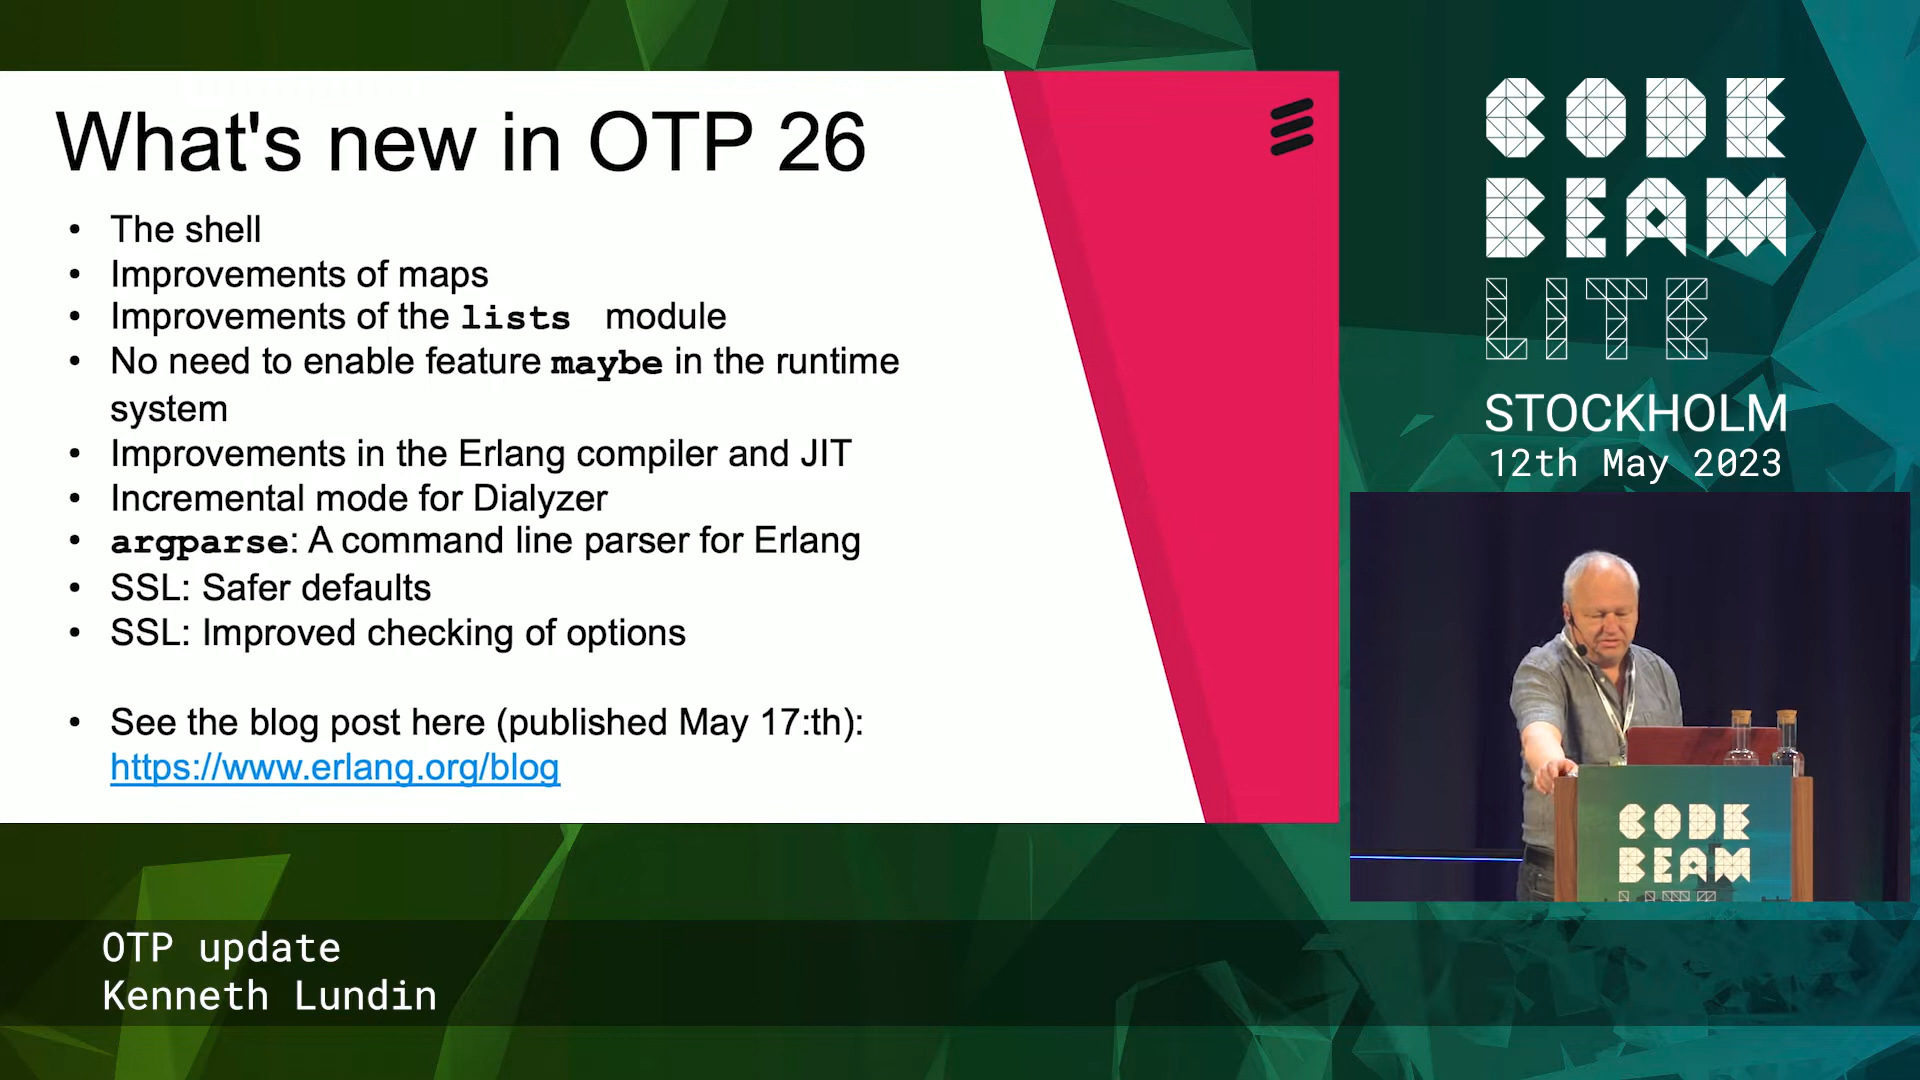 What's new in OTP 26
• The shell
• Improvements of maps
• Improvements of the lists module
• No need to enable feature maybe in the runtime
system
• Improvements in the Erlang compiler and JIT
• Incremental mode for Dialyzer
• argparse: A command line parser for Erlang
• SSL: Safer defaults
• SSL: Improved checking of options
• See the blog post here (published May 17:th):
https://www.erlang.org/blog
CODE
BEAM
LITE
STOCKHOLM
12th May 2023
CODE
BEAM
LITE
OTP update
Kenneth Lundin